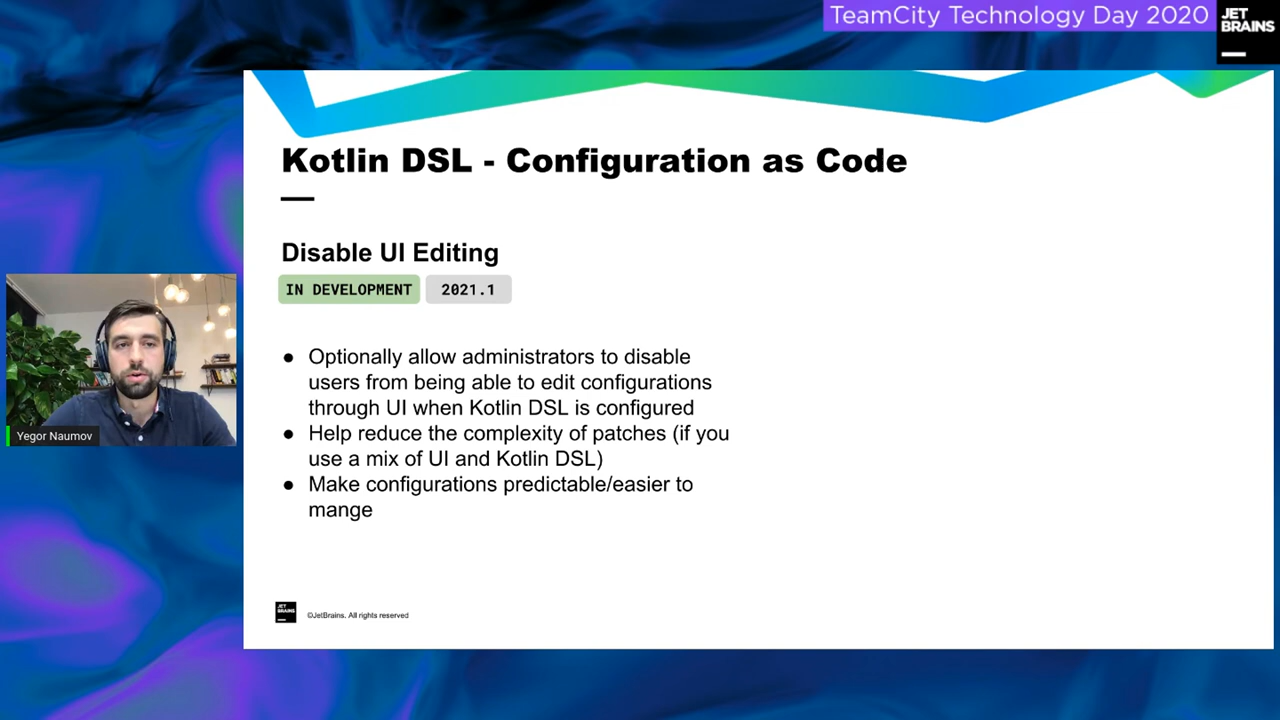 TeamCity Technology Day 2020
JET
BRAINS
Kotlin DSL - Configuration as Code
Disable UI Editing
IN DEVELOPMENT 2021.1
● Optionally allow administrators to disable
users from being able to edit configurations
through UI when Kotlin DSL is configured
● Help reduce the complexity of patches (if you
use a mix of UI and Kotlin DSL)
● Make configurations predictable/easier to
mange
Yegor Naumov
JET
BRAINS
©JetBrains. All rights reserved